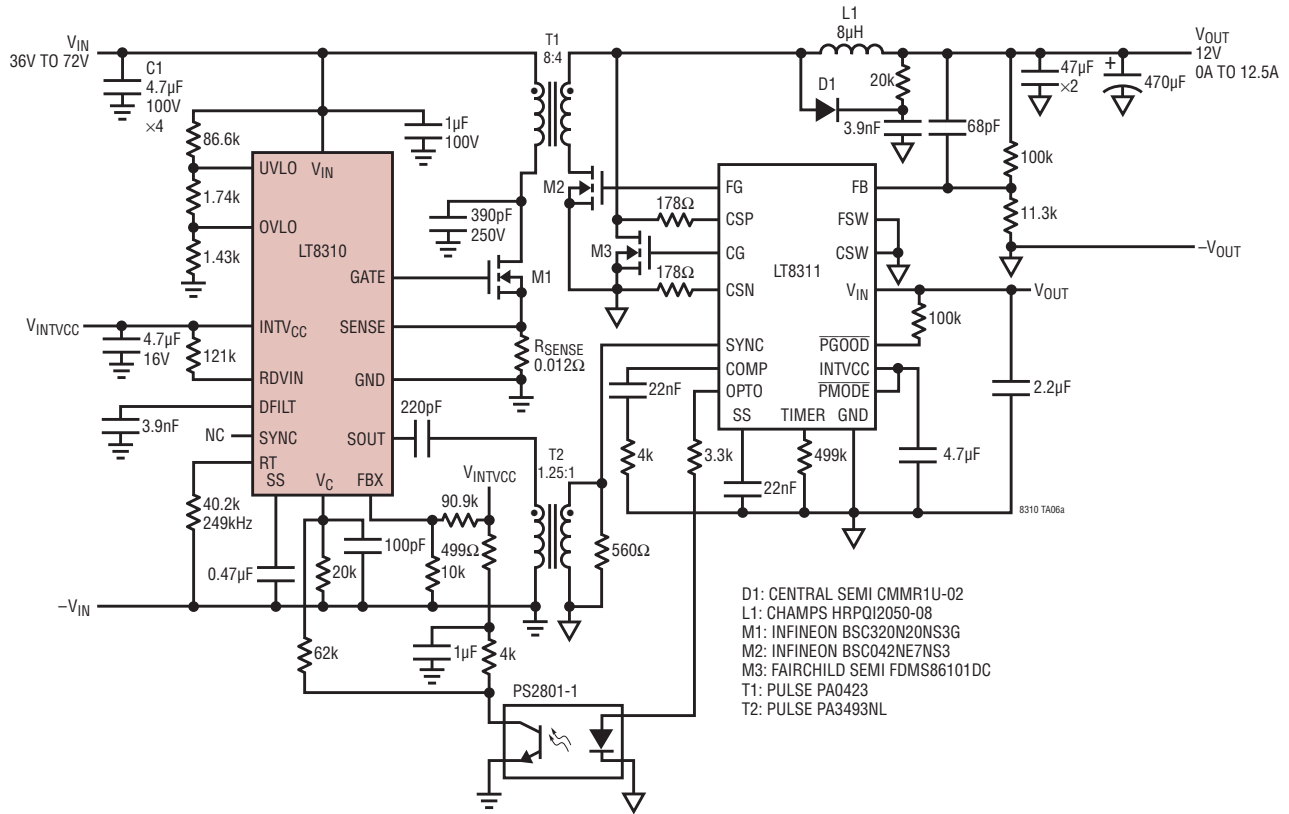 VIN
36V TO 72V
C1
4.7µF
100V
×4
T1
8:4
L1
8µH
VOUT
12V
0A TO 12.5A
47µF
×2
+
470µF
20k
D1
3.9nF
68pF
100k
11.3k
–VOUT
86.6k
1.74k
1.43k
1µF
100V
UVLO
VIN
OVLO
LT8310
GATE
INTVCC
SENSE
RDVIN
GND
DFILT
SYNC
SOUT
RT
SS
VC
FBX
390pF
250V
M1
M2
M3
178Ω
178Ω
FG
FB
CSP
FSW
CG
CSW
LT8311
CSN
VIN
VOUT
SYNC
PGOOD
COMP
INTVCC
OPTO
PMODE
SS
TIMER
GND
100k
2.2µF
VINTVCC
4.7µF
16V
121k
RSENSE
0.012Ω
3.9nF
NC
220pF
T2
1.25:1
22nF
4k
3.3k
22nF
499k
4.7µF
8310 TA06a
40.2k
249kHz
VINTVCC
90.9k
499Ω
10k
100pF
20k
0.47µF
560Ω
–VIN
62k
1µF
4k
PS2801-1
D1: CENTRAL SEMI CMMR1U-02
L1: CHAMPS HRPQI2050-08
M1: INFINEON BSC320N20NS3G
M2: INFINEON BSC042NE7NS3
M3: FAIRCHILD SEMI FDMS86101DC
T1: PULSE PA0423
T2: PULSE PA3493NL